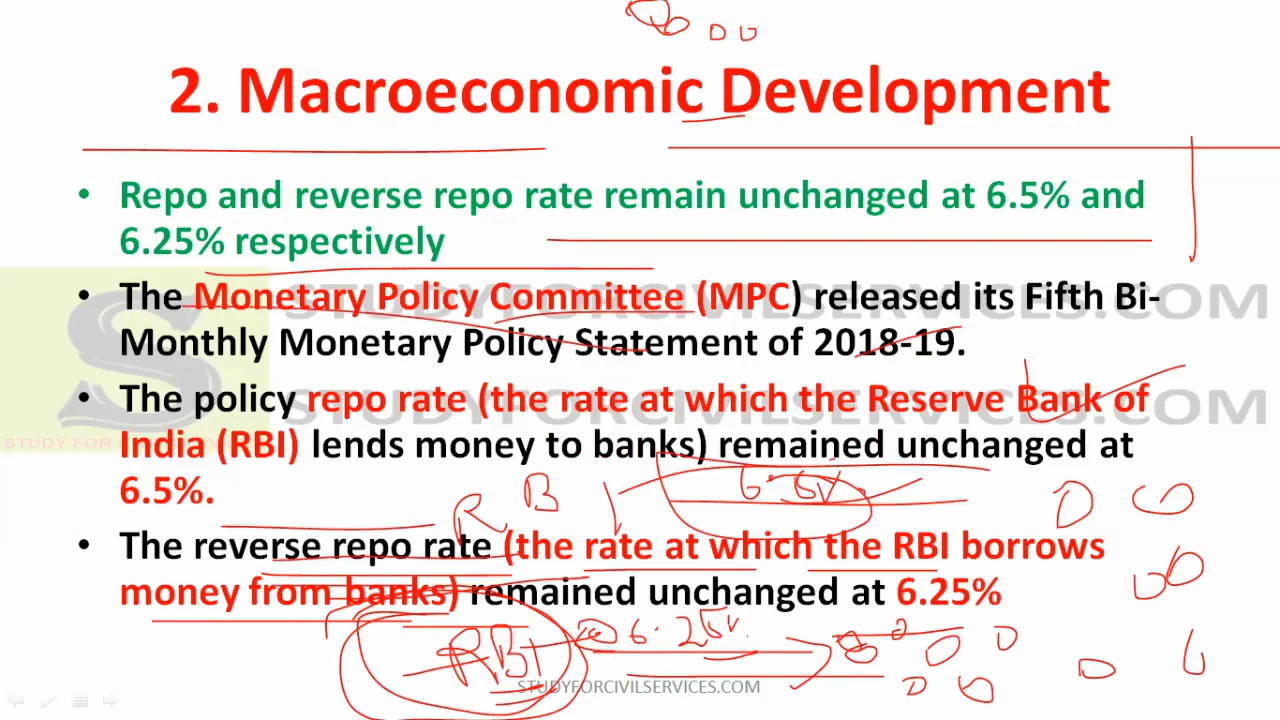 2. Macroeconomic Development
• Repo and reverse repo rate remain unchanged at 6.5% and
6.25% respectively
• The Monetary Policy Committee (MPC) released its Fifth Bi-
Monthly Monetary Policy Statement of 2018-19.
• The policy repo rate (the rate at which the Reserve Bank of
India (RBI) lends money to banks) remained unchanged at
6.5%.
• The reverse repo rate (the rate at which the RBI borrows
money from banks) remained unchanged at 6.25%
STUDYFORCIVILSERVICES.COM
STUDYFORCIVILSERVICES.COM
RBI
STUDYFORCIVILSERVICES.COM